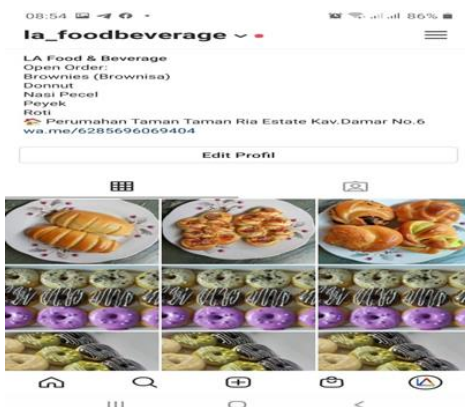 08:54
86%
la_foodbeverage
LA Food & Beverage
Open Order:
Brownies (Brownisa)
Donnut
Nasi Pecel
Peyek
Roti
Perumahan Taman Taman Ria Estate Kav.Damar No.6
wa.me/6285696069404
Edit Profil